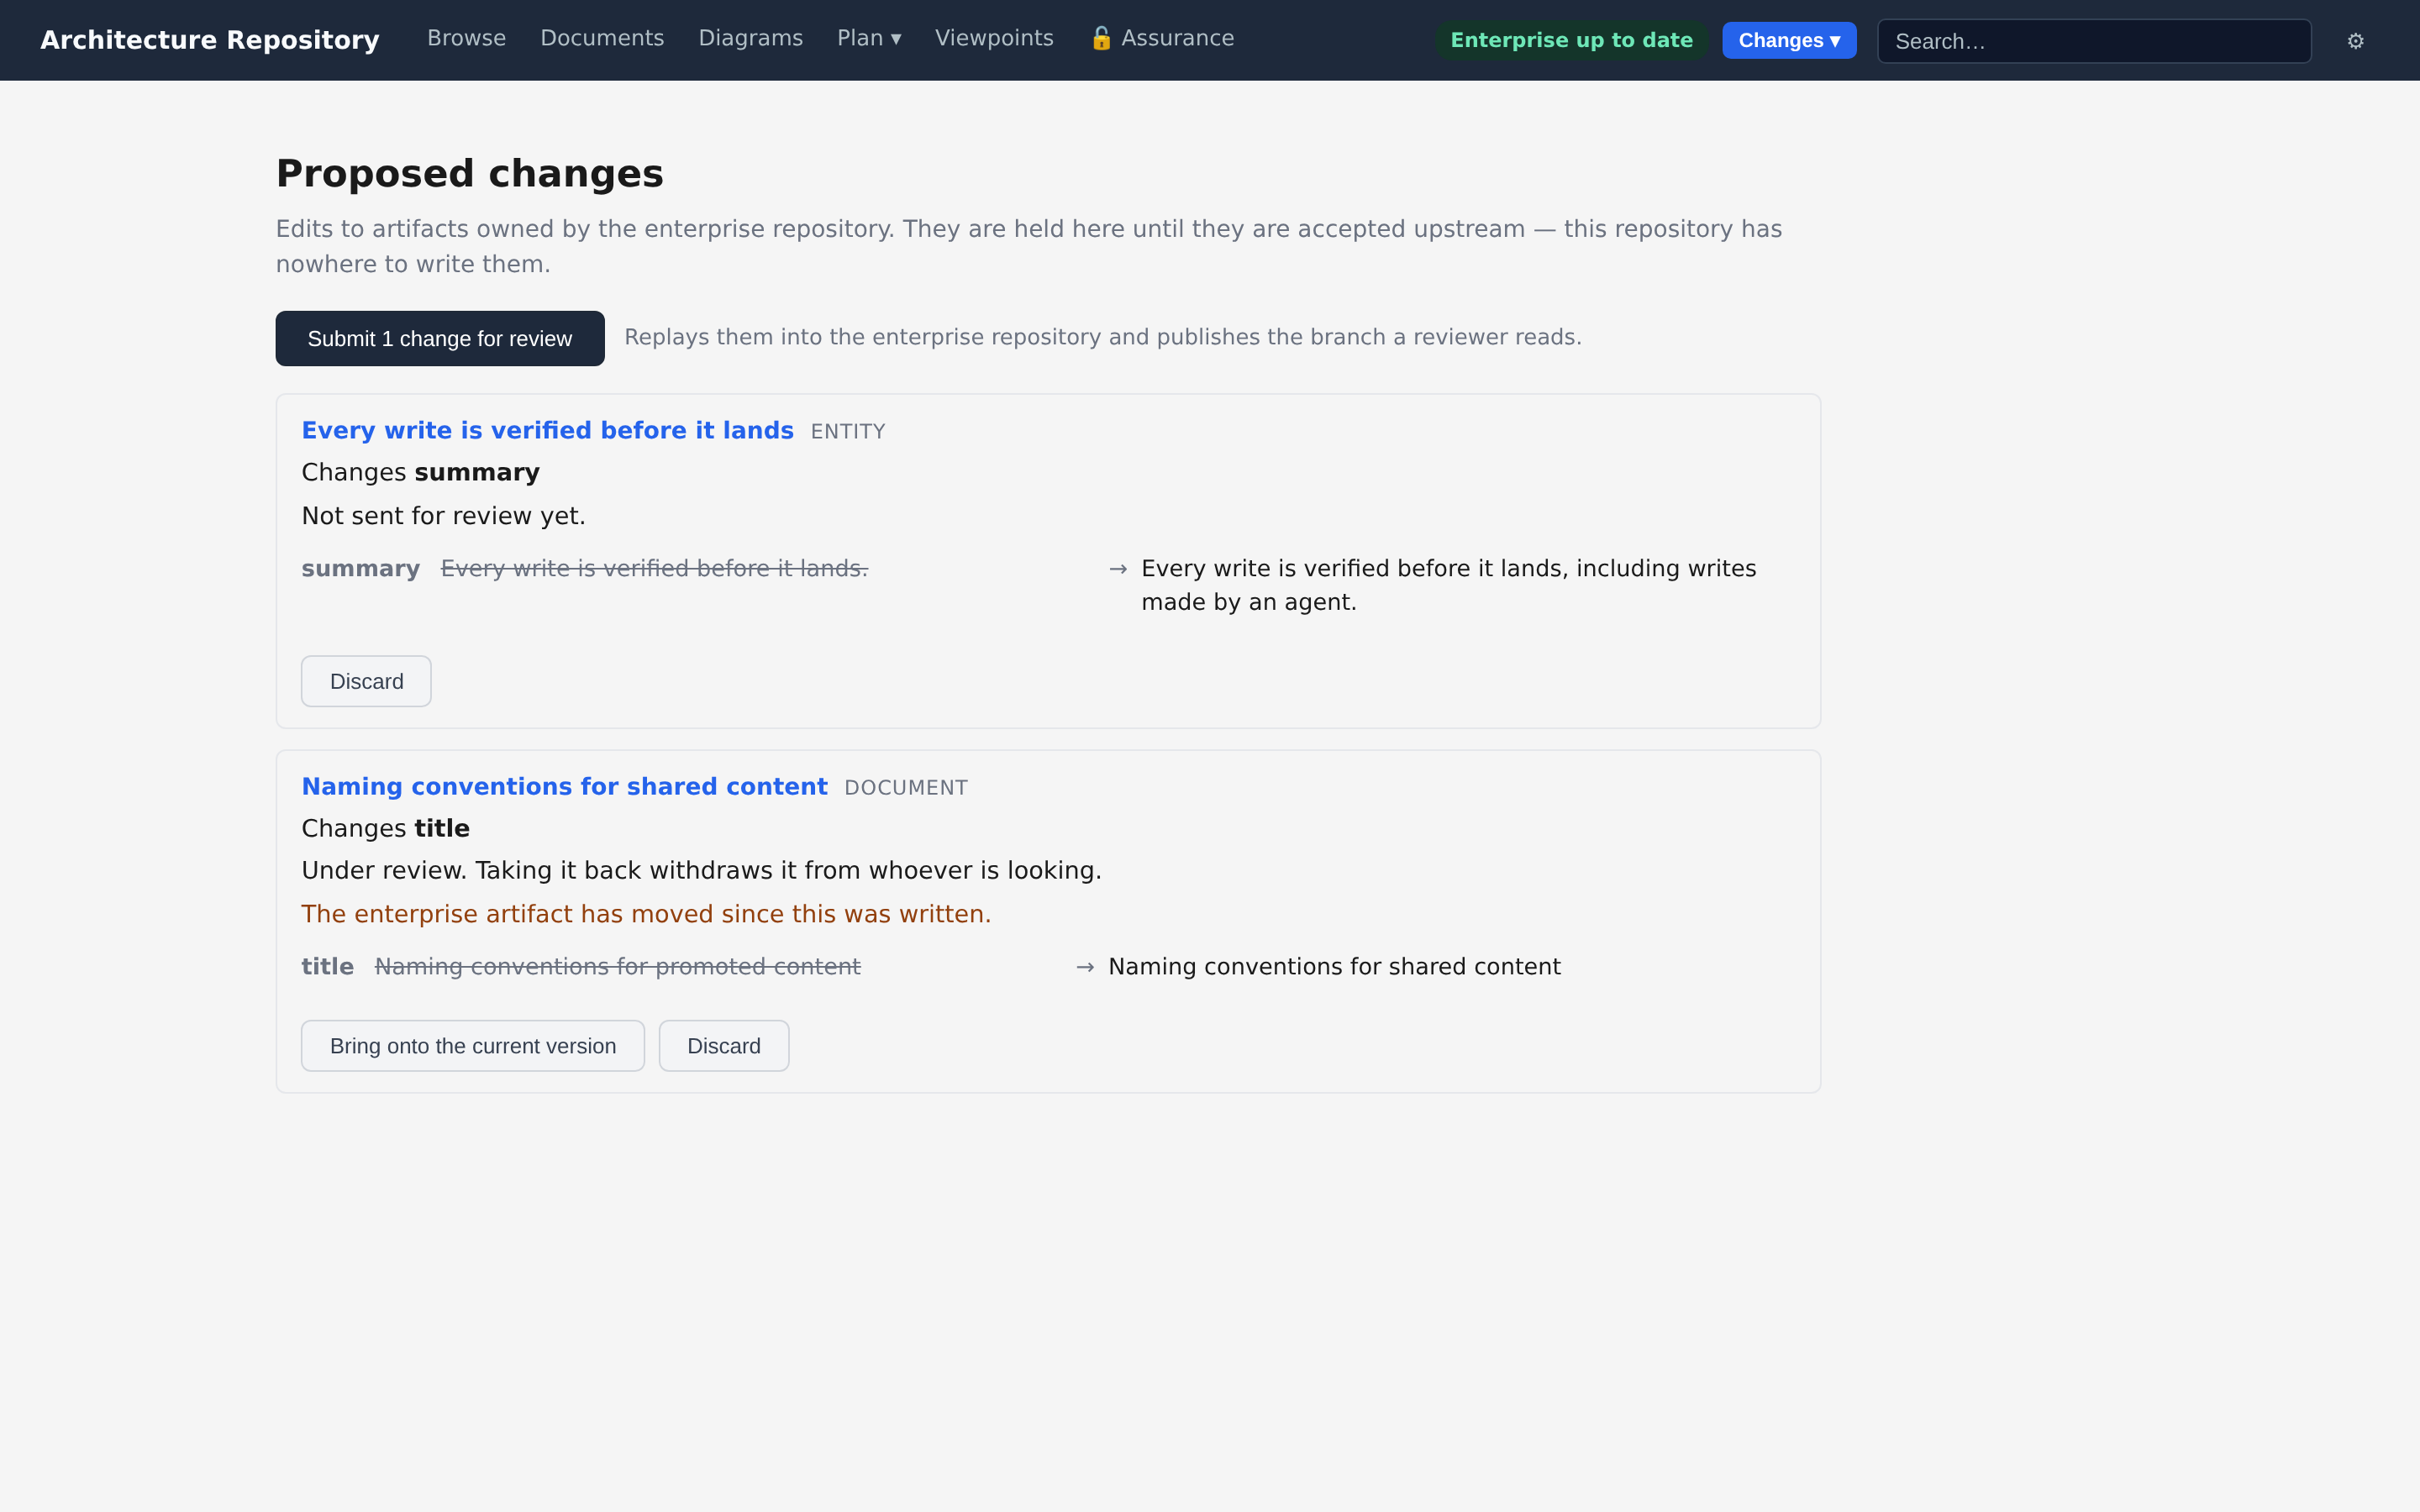 Architecture Repository Browse Documents Diagrams Plan ▾ Viewpoints 🔓 Assurance Enterprise up to date Changes ▾ Search… ⚙
Proposed changes
Edits to artifacts owned by the enterprise repository. They are held here until they are accepted upstream — this repository has
nowhere to write them.
Submit 1 change for review Replays them into the enterprise repository and publishes the branch a reviewer reads.
Every write is verified before it lands ENTITY
Changes summary
Not sent for review yet.
summary Every write is verified before it lands. → Every write is verified before it lands, including writes
made by an agent.
Discard
Naming conventions for shared content DOCUMENT
Changes title
Under review. Taking it back withdraws it from whoever is looking.
The enterprise artifact has moved since this was written.
title Naming conventions for promoted content → Naming conventions for shared content
Bring onto the current version Discard